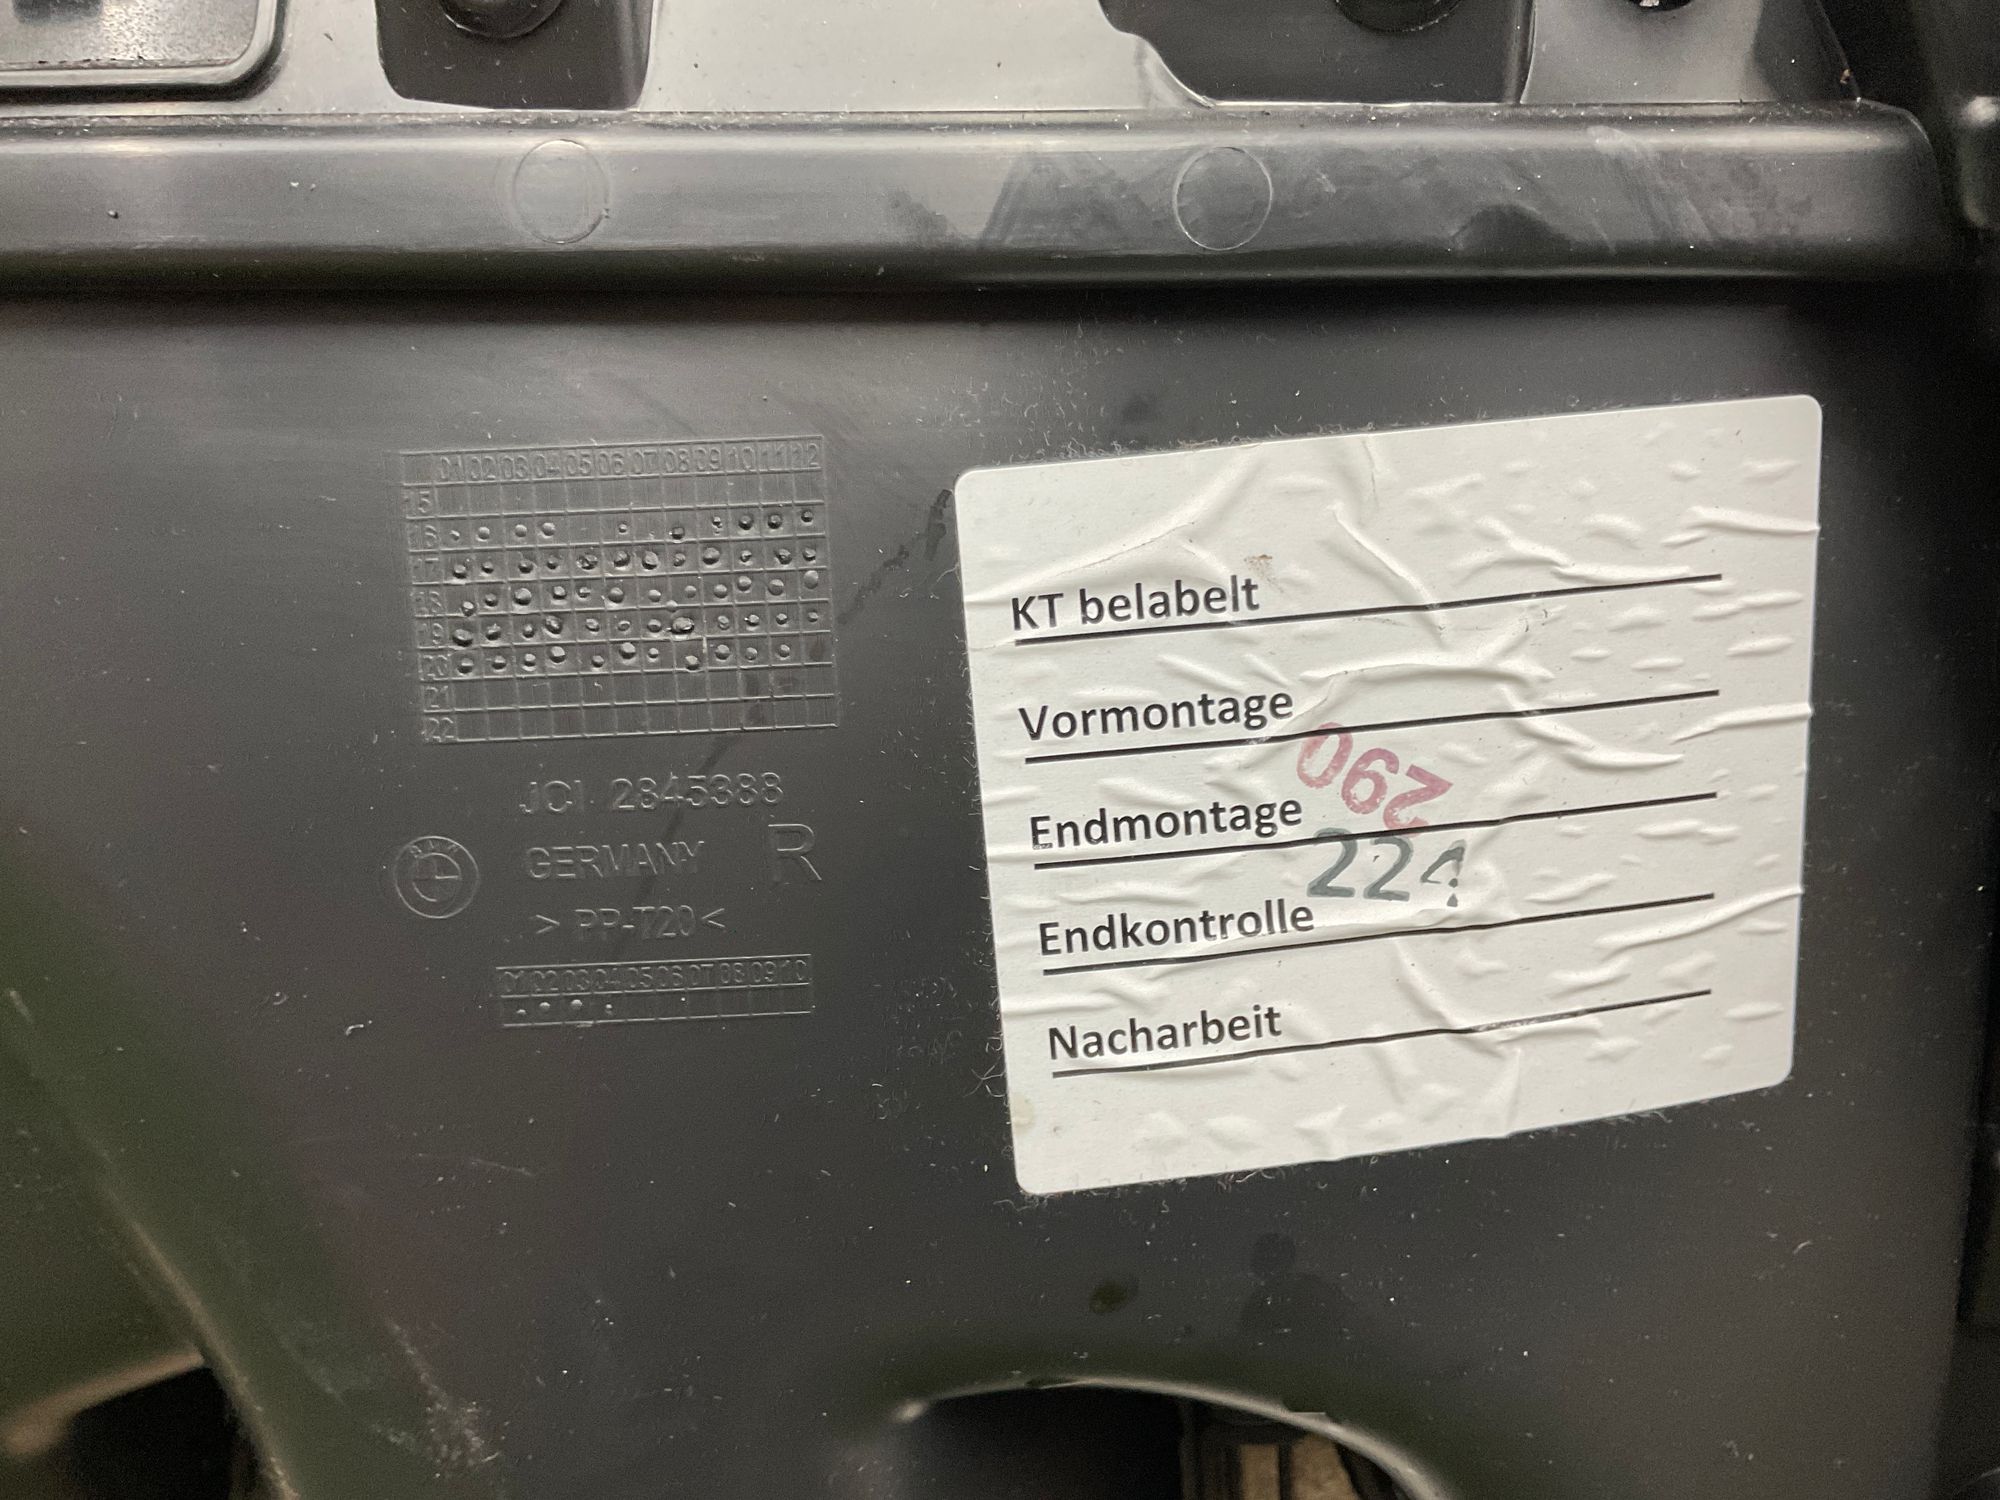 01 02 03 04 05 06 07 08 09 10 11 12
15
16
17
18
19
20
21
22
JCI 2845388
GERMANY R
BMW
> PP-T20 <
01 02 03 04 05 06 07 08 09 10
KT belabelt
Vormontage
062
Endmontage
224
Endkontrolle
Nacharbeit